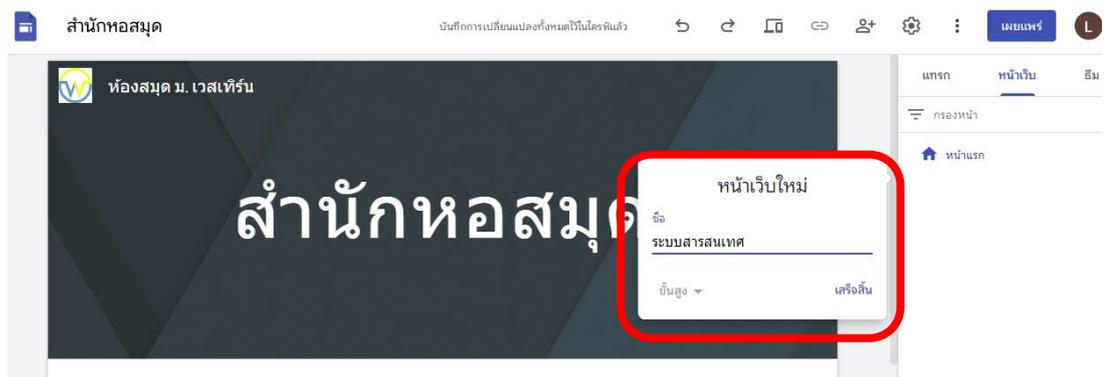 สำนักหอสมุด
บันทึกการเปลี่ยนแปลงทั้งหมดไว้ในไดรฟ์แล้ว
เผยแพร่
L
ห้องสมุด ม. เวสเทิร์น
สำนักหอสมุด
แทรก หน้าเว็บ ธีม
กรองหน้า
หน้าแรก
หน้าเว็บใหม่
ชื่อ
ระบบสารสนเทศ
ขั้นสูง เสร็จสิ้น